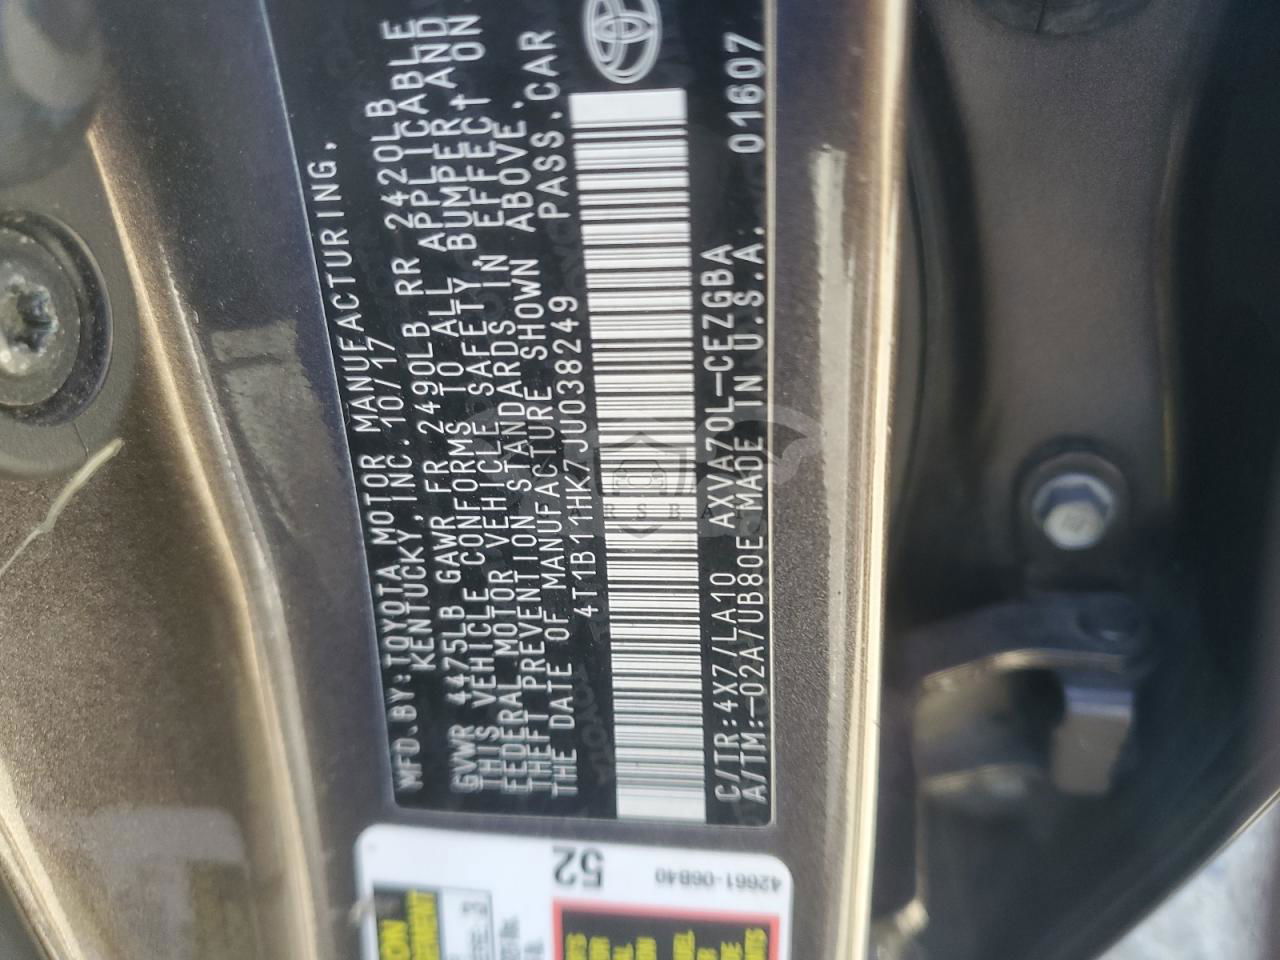 MFD.BY:TOYOTA MOTOR MANUFACTURING,
KENTUCKY, INC. 10/17
GVWR 4475LB GAWR FR 2490LB RR 2420LB
THIS VEHICLE CONFORMS TO ALL APPLICABLE
FEDERAL MOTOR VEHICLE SAFETY, BUMPER, AND
THEFT PREVENTION STANDARDS IN EFFECT ON
THE DATE OF MANUFACTURE SHOWN ABOVE.
4T1B11HK7JU038249 PASS.CAR
C/TR:4X7/LA10 AXVA70L-CEZGBA 01607
A/TM:-02A/UB80E MADE IN U.S.A.
52
42661-06B40